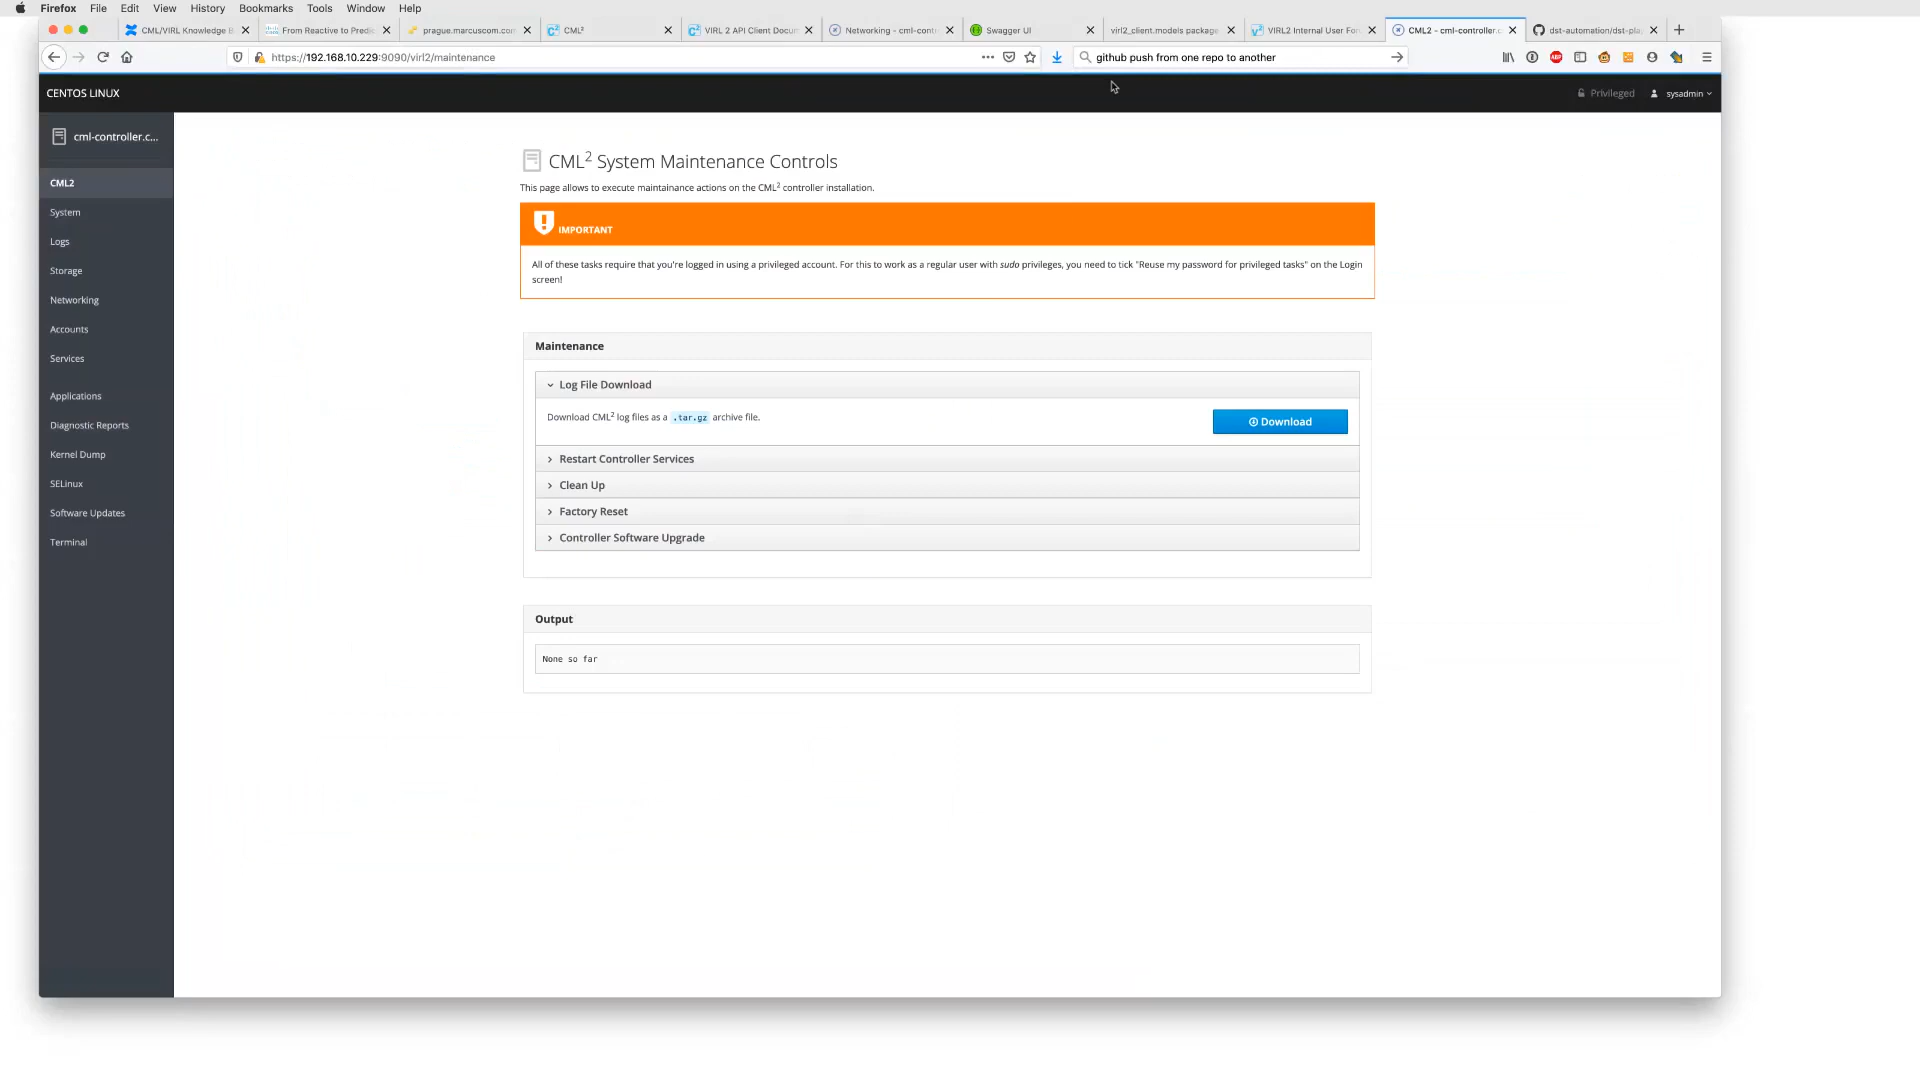 Firefox File Edit View History Bookmarks Tools Window Help
CML/VIRL Knowledge B From Reactive to Predic prague.marcuscom.com CML² VIRL 2 API Client Docum Networking - cml-contr Swagger UI virl2_client.models package VIRL2 Internal User For CML2 - cml-controller.c dst-automation/dst-pla
https://192.168.10.229:9090/virl2/maintenance
github push from one repo to another
CENTOS LINUX
Privileged
sysadmin
cml-controller.c...
CML2
System
Logs
Storage
Networking
Accounts
Services
Applications
Diagnostic Reports
Kernel Dump
SELinux
Software Updates
Terminal
CML² System Maintenance Controls
This page allows to execute maintainance actions on the CML² controller installation.
IMPORTANT
All of these tasks require that you're logged in using a privileged account. For this to work as a regular user with sudo privileges, you need to tick "Reuse my password for privileged tasks" on the Login
screen!
Maintenance
Log File Download
Download CML² log files as a .tar.gz archive file.
Download
Restart Controller Services
Clean Up
Factory Reset
Controller Software Upgrade
Output
None so far